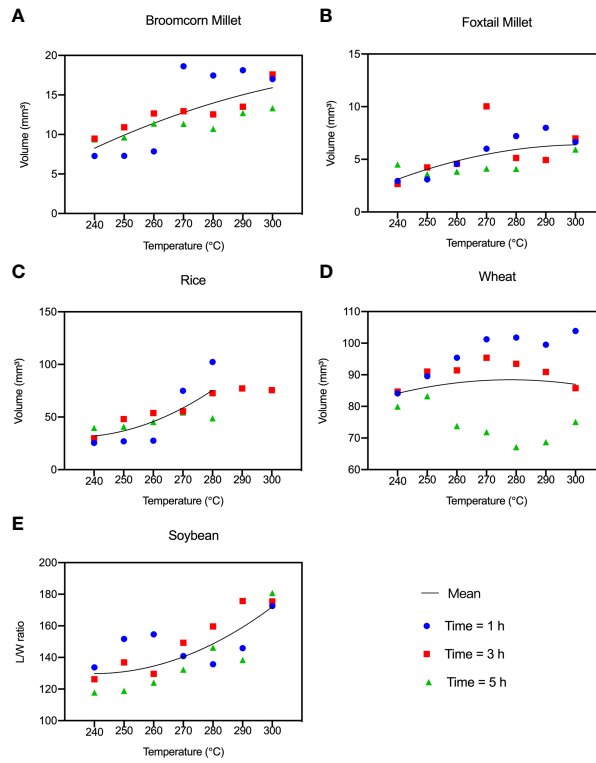 A
Broomcorn Millet
Volume (mm³)
20
15
10
5
0
240 250 260 270 280 290 300
Temperature (°C)
B
Foxtail Millet
Volume (mm³)
15
10
5
0
240 250 260 270 280 290 300
Temperature (°C)
C
Rice
Volume (mm³)
150
100
50
0
240 250 260 270 280 290 300
Temperature (°C)
D
Wheat
Volume (mm³)
110
100
90
80
70
60
240 250 260 270 280 290 300
Temperature (°C)
E
Soybean
L/W ratio
200
180
160
140
120
100
240 250 260 270 280 290 300
Temperature (°C)
Mean
Time = 1 h
Time = 3 h
Time = 5 h